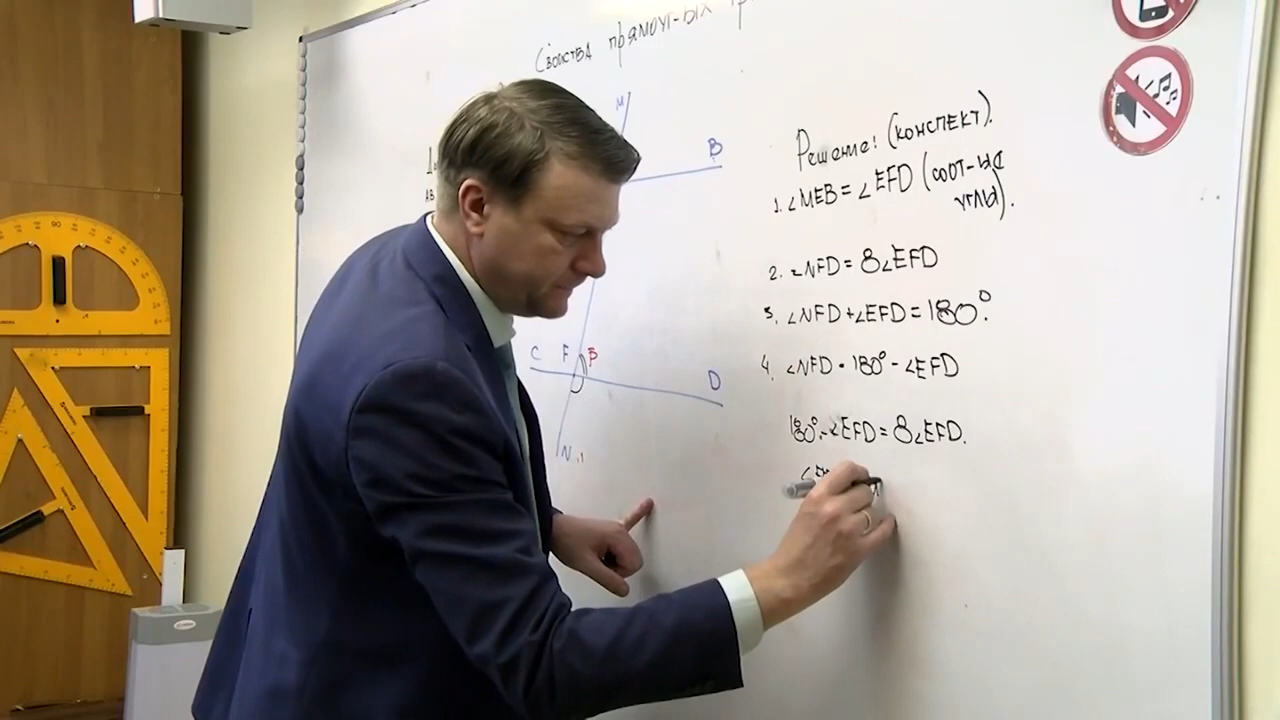 Свойства прямоуг-ых
M
B
C F β
D
N
Решение: (конспект).
1. ∠MEB = ∠EFD (соот-ые
углы).
2. ∠NFD = 8∠EFD
3. ∠NFD + ∠EFD = 180°.
4. ∠NFD = 180° - ∠EFD
180° - ∠EFD = 8∠EFD.
90